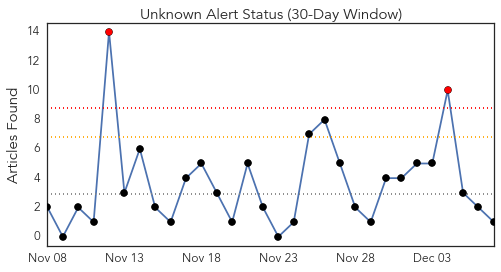 Unknown Alert Status (30-Day Window)
Articles Found
14
12
10
8
6
4
2
0
Nov 08
Nov 13
Nov 18
Nov 23
Nov 28
Dec 03